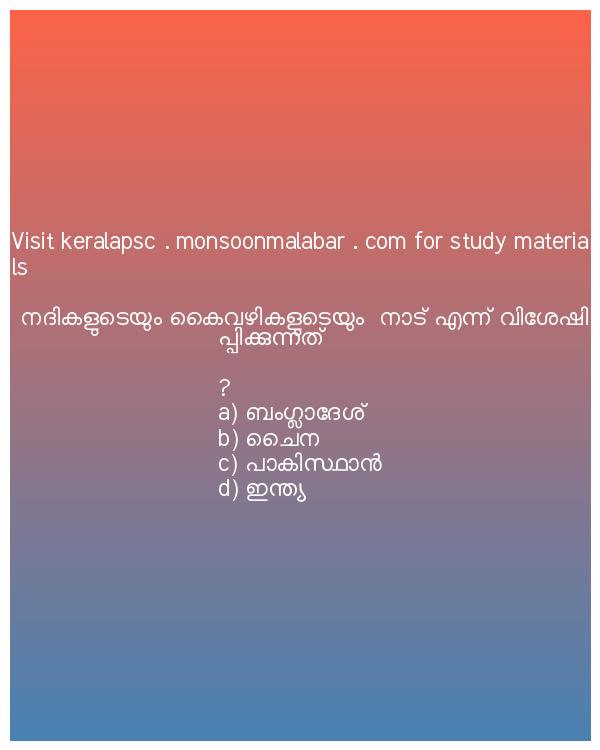 Visit keralapsc . monsoonmalabar . com for study materia
ls
നദികളുടെയും കൈവഴികളുടെയും നാട് എന്ന് വിശേഷി
പ്പിക്കുന്നത്
?
a) ബംഗ്ലാദേശ്
b) ചൈന
c) പാകിസ്ഥാൻ
d) ഇന്ത്യ